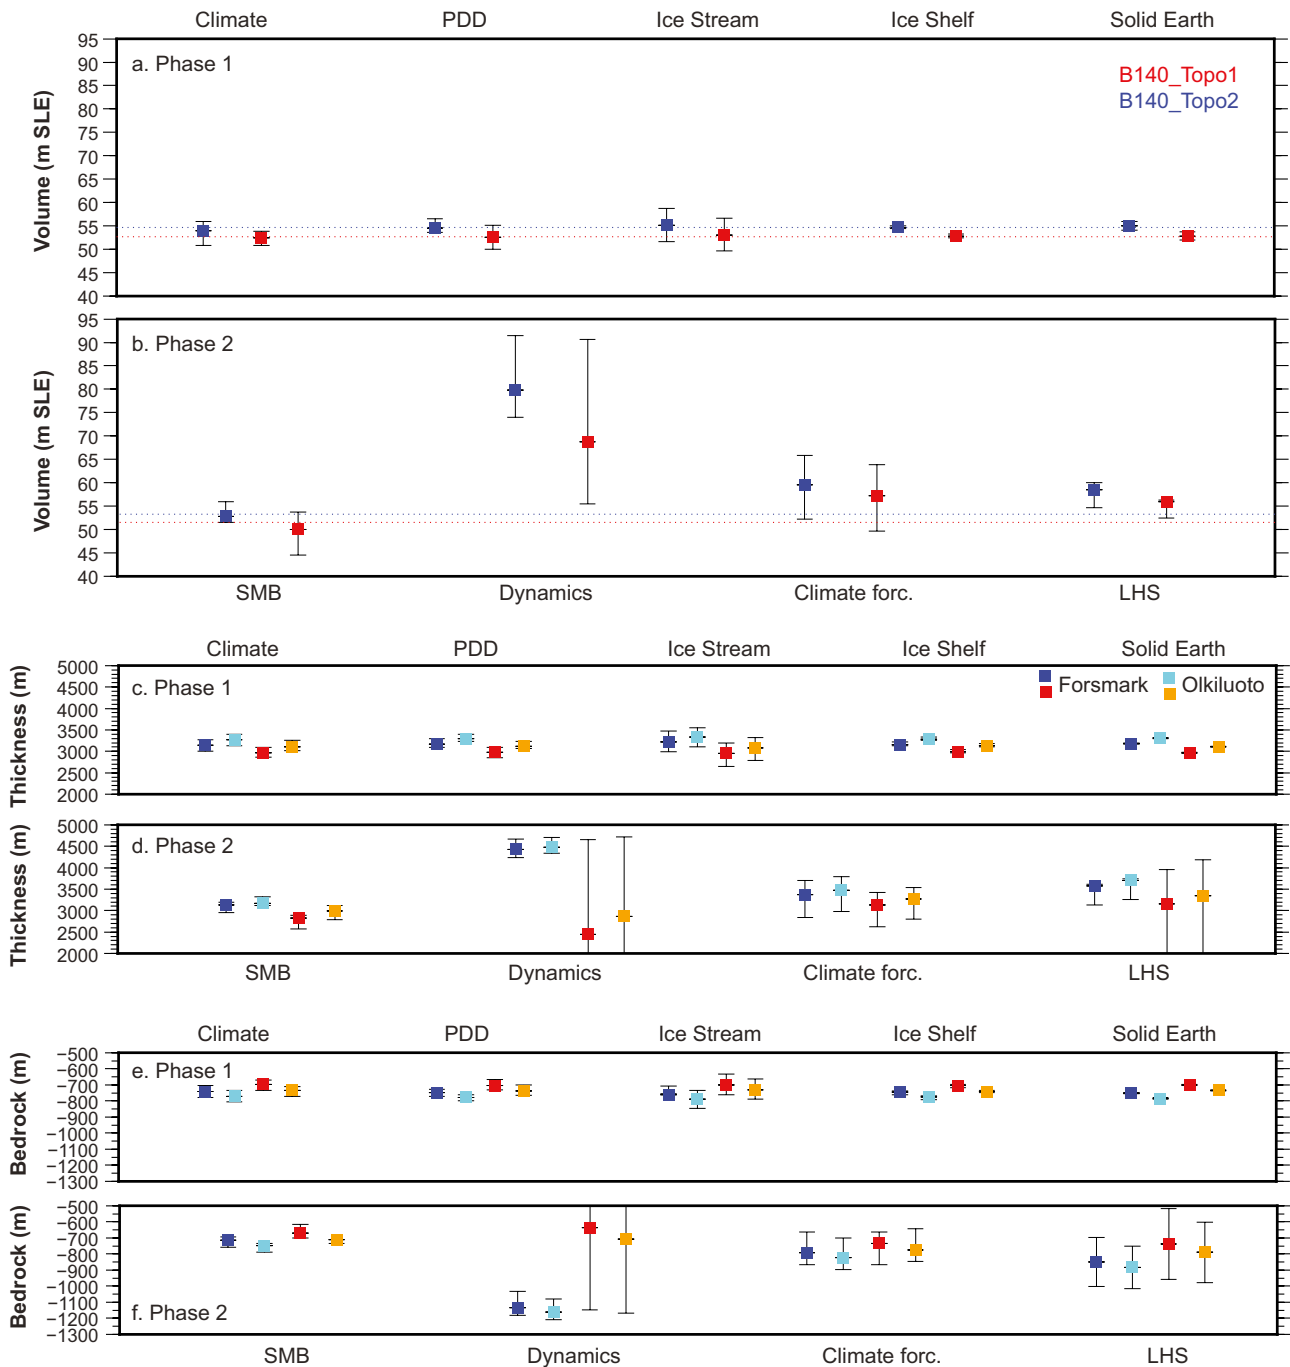 Climate PDD Ice Stream Ice Shelf Solid Earth
Volume (m SLE)
95
90
85
80
75
70
65
60
55
50
45
40
a. Phase 1
B140_Topo1
B140_Topo2
Volume (m SLE)
95
90
85
80
75
70
65
60
55
50
45
40
b. Phase 2
SMB Dynamics Climate forc. LHS
Climate PDD Ice Stream Ice Shelf Solid Earth
Thickness (m)
5000
4500
4000
3500
3000
2500
2000
c. Phase 1
Forsmark Olkiluoto
Thickness (m)
5000
4500
4000
3500
3000
2500
2000
d. Phase 2
SMB Dynamics Climate forc. LHS
Climate PDD Ice Stream Ice Shelf Solid Earth
Bedrock (m)
−500
−600
−700
−800
−900
−1000
−1100
−1200
−1300
e. Phase 1
Bedrock (m)
−500
−600
−700
−800
−900
−1000
−1100
−1200
−1300
f. Phase 2
SMB Dynamics Climate forc. LHS